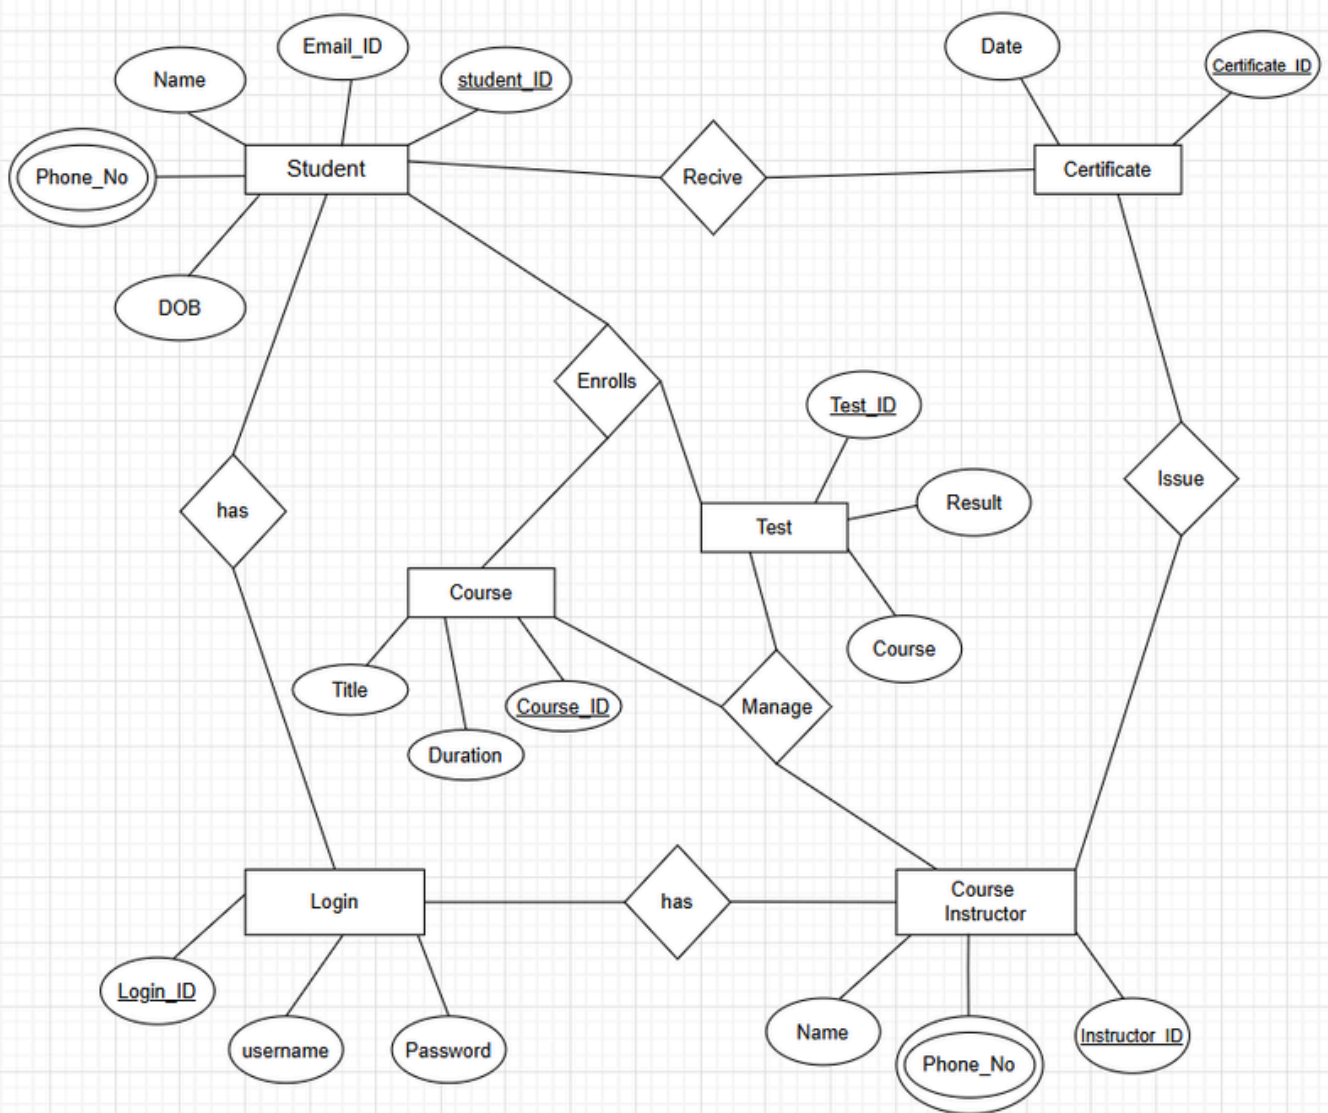 Email_ID
Date
Name
student_ID
Certificate_ID
Phone_No
Student
Recive
Certificate
DOB
Enrolls
Test_ID
has
Issue
Result
Test
Course
Course
Title
Course_ID
Manage
Duration
Login
has
Course
Instructor
Login_ID
username
Password
Name
Phone_No
Instructor_ID